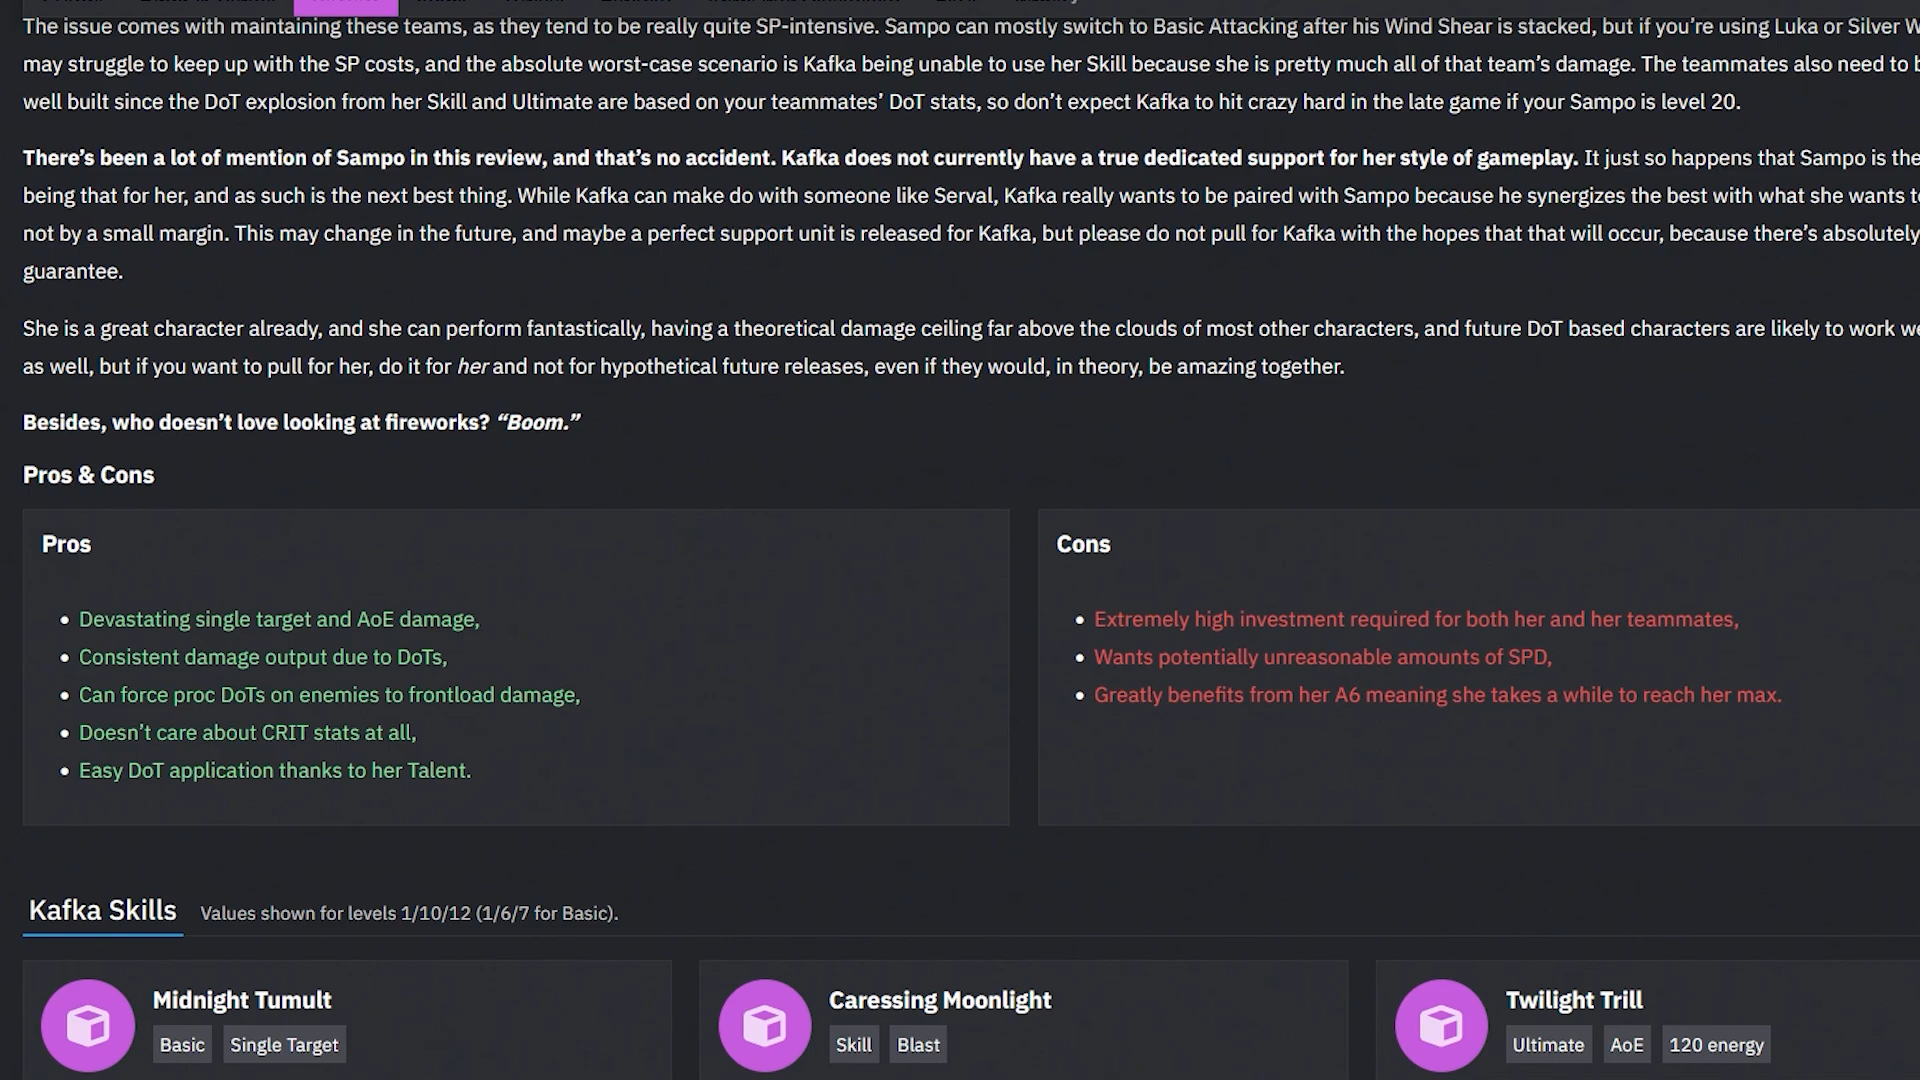 The issue comes with maintaining these teams, as they tend to be really quite SP-intensive. Sampo can mostly switch to Basic Attacking after his Wind Shear is stacked, but if you’re using Luka or Silver
may struggle to keep up with the SP costs, and the absolute worst-case scenario is Kafka being unable to use her Skill because she is pretty much all of that team’s damage. The teammates also need to
well built since the DoT explosion from her Skill and Ultimate are based on your teammates’ DoT stats, so don’t expect Kafka to hit crazy hard in the late game if your Sampo is level 20.
There’s been a lot of mention of Sampo in this review, and that’s no accident. Kafka does not currently have a true dedicated support for her style of gameplay. It just so happens that Sampo is the
being that for her, and as such is the next best thing. While Kafka can make do with someone like Serval, Kafka really wants to be paired with Sampo because he synergizes the best with what she wants
not by a small margin. This may change in the future, and maybe a perfect support unit is released for Kafka, but please do not pull for Kafka with the hopes that that will occur, because there’s absolutely
guarantee.
She is a great character already, and she can perform fantastically, having a theoretical damage ceiling far above the clouds of most other characters, and future DoT based characters are likely to work
as well, but if you want to pull for her, do it for her and not for hypothetical future releases, even if they would, in theory, be amazing together.
Besides, who doesn’t love looking at fireworks? “Boom.”
Pros & Cons
Pros
Devastating single target and AoE damage,
Consistent damage output due to DoTs,
Can force proc DoTs on enemies to frontload damage,
Doesn’t care about CRIT stats at all,
Easy DoT application thanks to her Talent.
Cons
Extremely high investment required for both her and her teammates,
Wants potentially unreasonable amounts of SPD,
Greatly benefits from her A6 meaning she takes a while to reach her max.
Kafka Skills Values shown for levels 1/10/12 (1/6/7 for Basic).
Midnight Tumult
Basic Single Target
Caressing Moonlight
Skill Blast
Twilight Trill
Ultimate AoE 120 energy